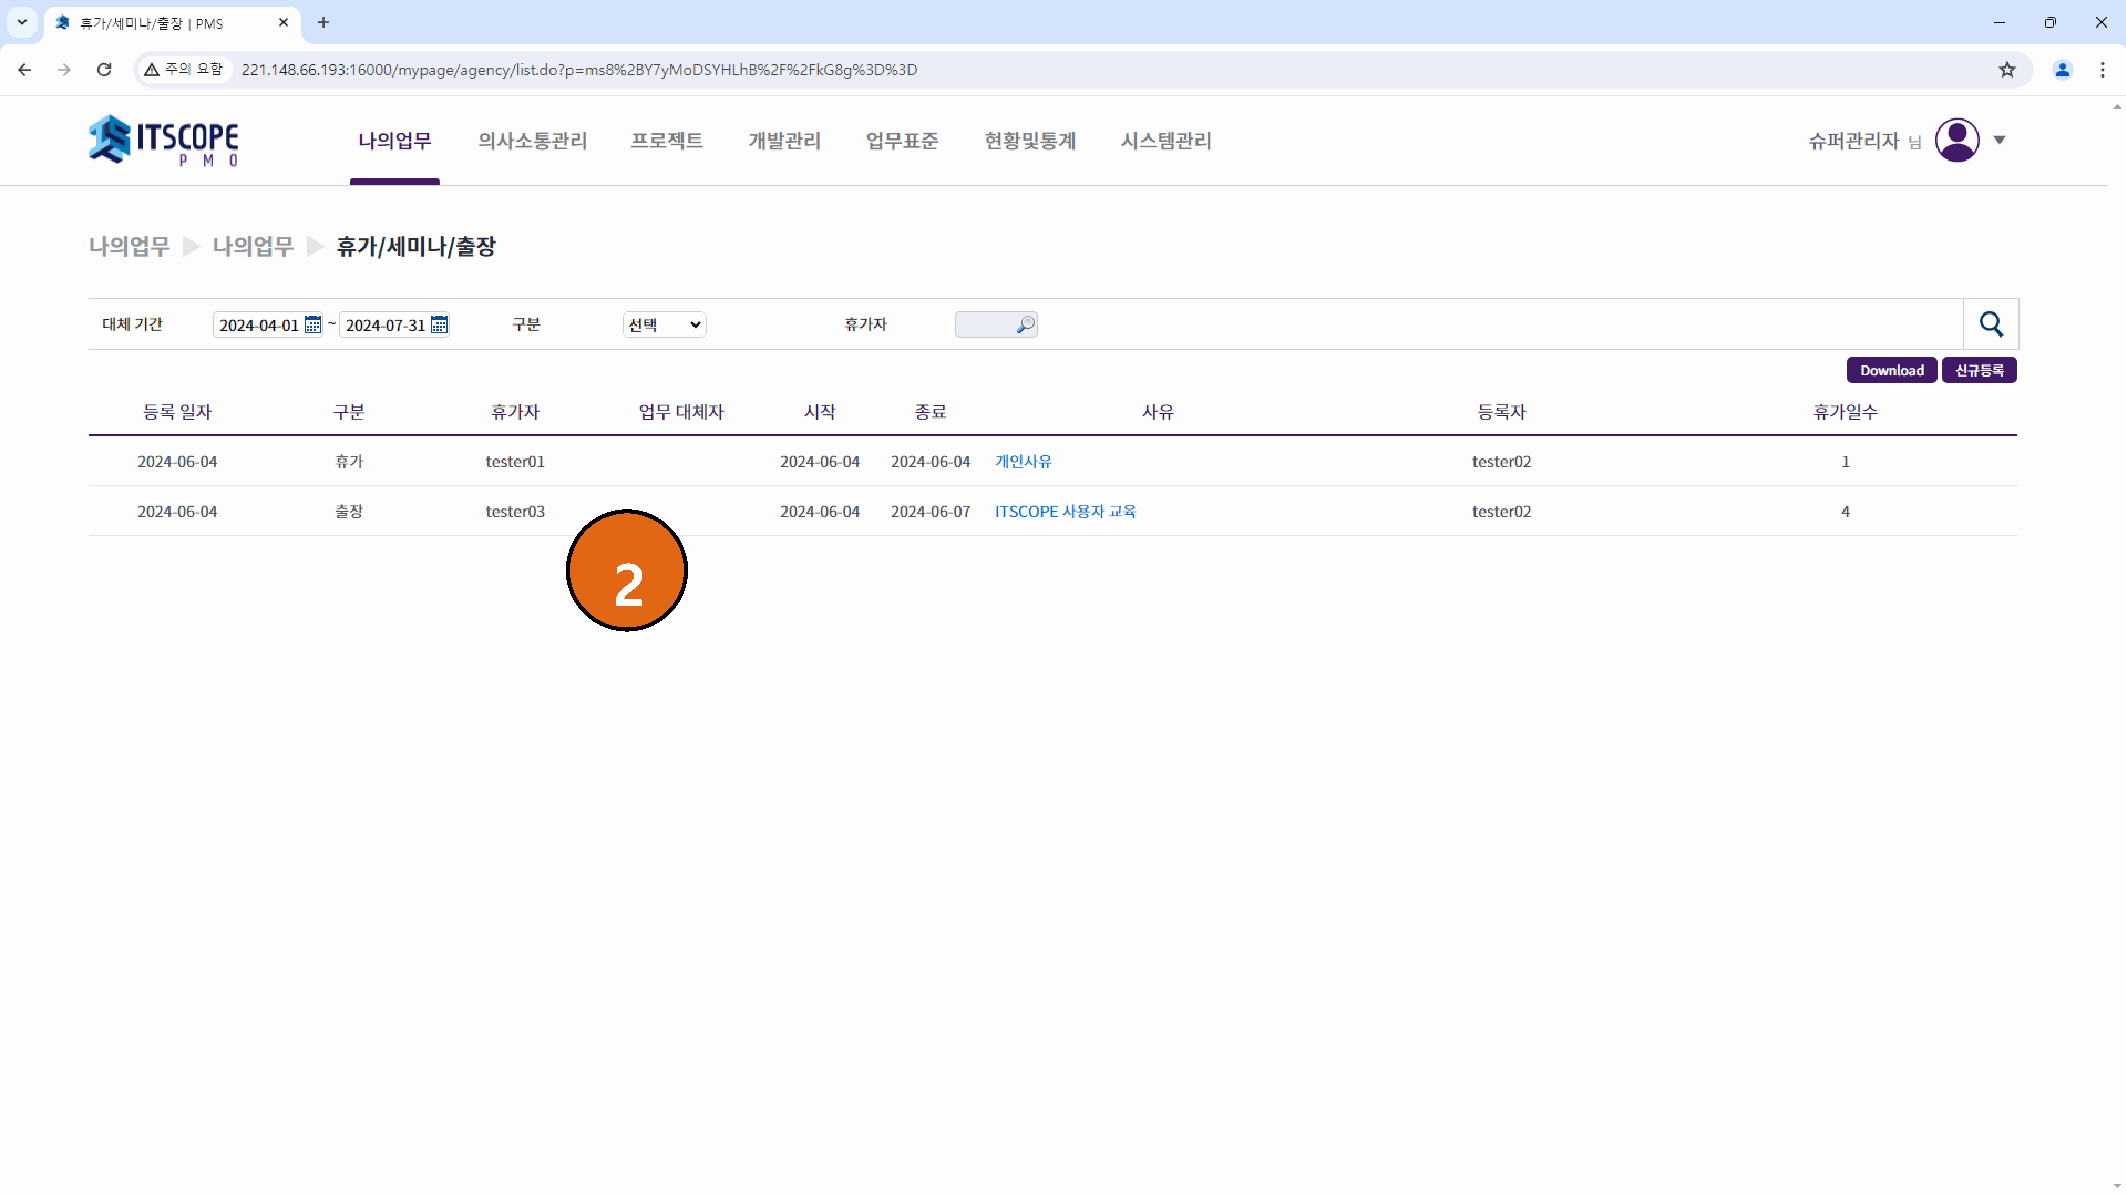 휴가/세미나/출장 | PMS
주의 요함
221.148.66.193:16000/mypage/agency/list.do?p=ms8%2BY7yMoDSYHLhB%2F%2FkG8g%3D%3D
ITSCOPE
PMO
나의업무 의사소통관리 프로젝트 개발관리 업무표준 현황및통계 시스템관리 슈퍼관리자 님
나의업무 나의업무 휴가/세미나/출장
대체 기간 2024-04-01 ~ 2024-07-31 구분 선택 휴가자
Download 신규등록
등록 일자 구분 휴가자 업무 대체자 시작 종료 사유 등록자 휴가일수
2024-06-04 휴가 tester01 2024-06-04 2024-06-04 개인사유 tester02 1
2024-06-04 출장 tester03 2024-06-04 2024-06-07 ITSCOPE 사용자 교육 tester02 4
2